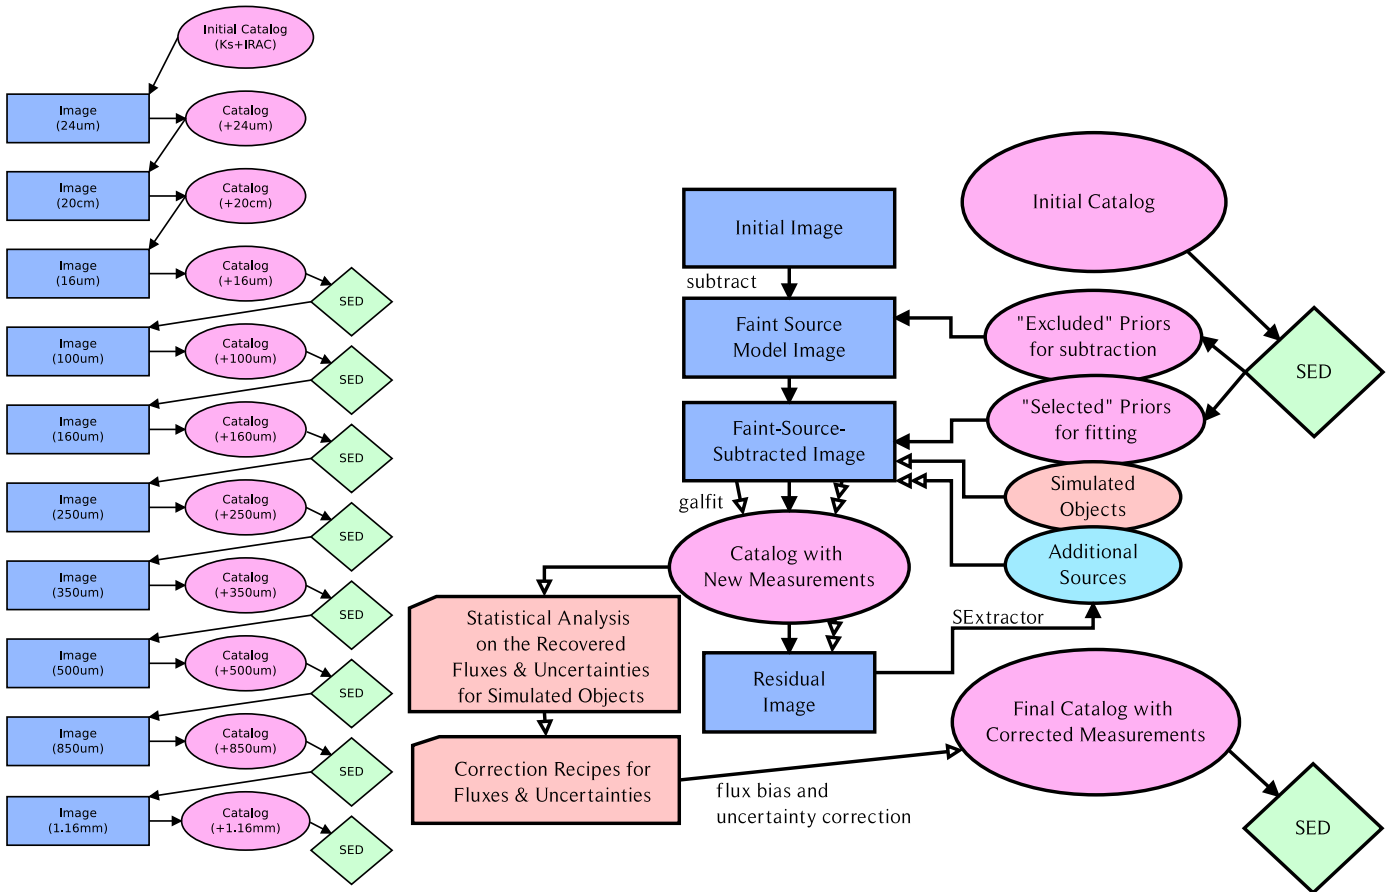 Initial Catalog
(Ks+IRAC)
Image
(24um)
Catalog
(+24um)
Image
(20cm)
Catalog
(+20cm)
Image
(16um)
Catalog
(+16um)
SED
Image
(100um)
Catalog
(+100um)
SED
Image
(160um)
Catalog
(+160um)
SED
Image
(250um)
Catalog
(+250um)
SED
Image
(350um)
Catalog
(+350um)
SED
Image
(500um)
Catalog
(+500um)
SED
Image
(850um)
Catalog
(+850um)
SED
Image
(1.16mm)
Catalog
(+1.16mm)
SED
Initial Image
Initial Catalog
subtract
Faint Source
Model Image
"Excluded" Priors
for subtraction
SED
Faint-Source-
Subtracted Image
"Selected" Priors
for fitting
Simulated
Objects
galfit
Additional
Sources
Catalog with
New Measurements
SExtractor
Statistical Analysis
on the Recovered
Fluxes & Uncertainties
for Simulated Objects
Residual
Image
Final Catalog with
Corrected Measurements
Correction Recipes for
Fluxes & Uncertainties
flux bias and
uncertainty correction
SED